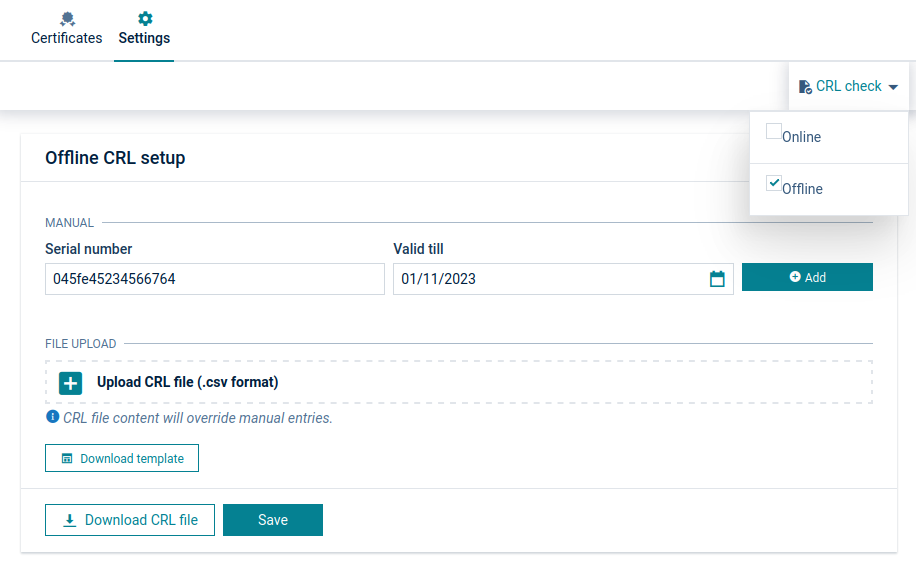 Certificates Settings
CRL check
Online
Offline
Offline CRL setup
MANUAL
Serial number Valid till
045fe45234566764 01/11/2023 Add
FILE UPLOAD
Upload CRL file (.csv format)
CRL file content will override manual entries.
Download template
Download CRL file Save